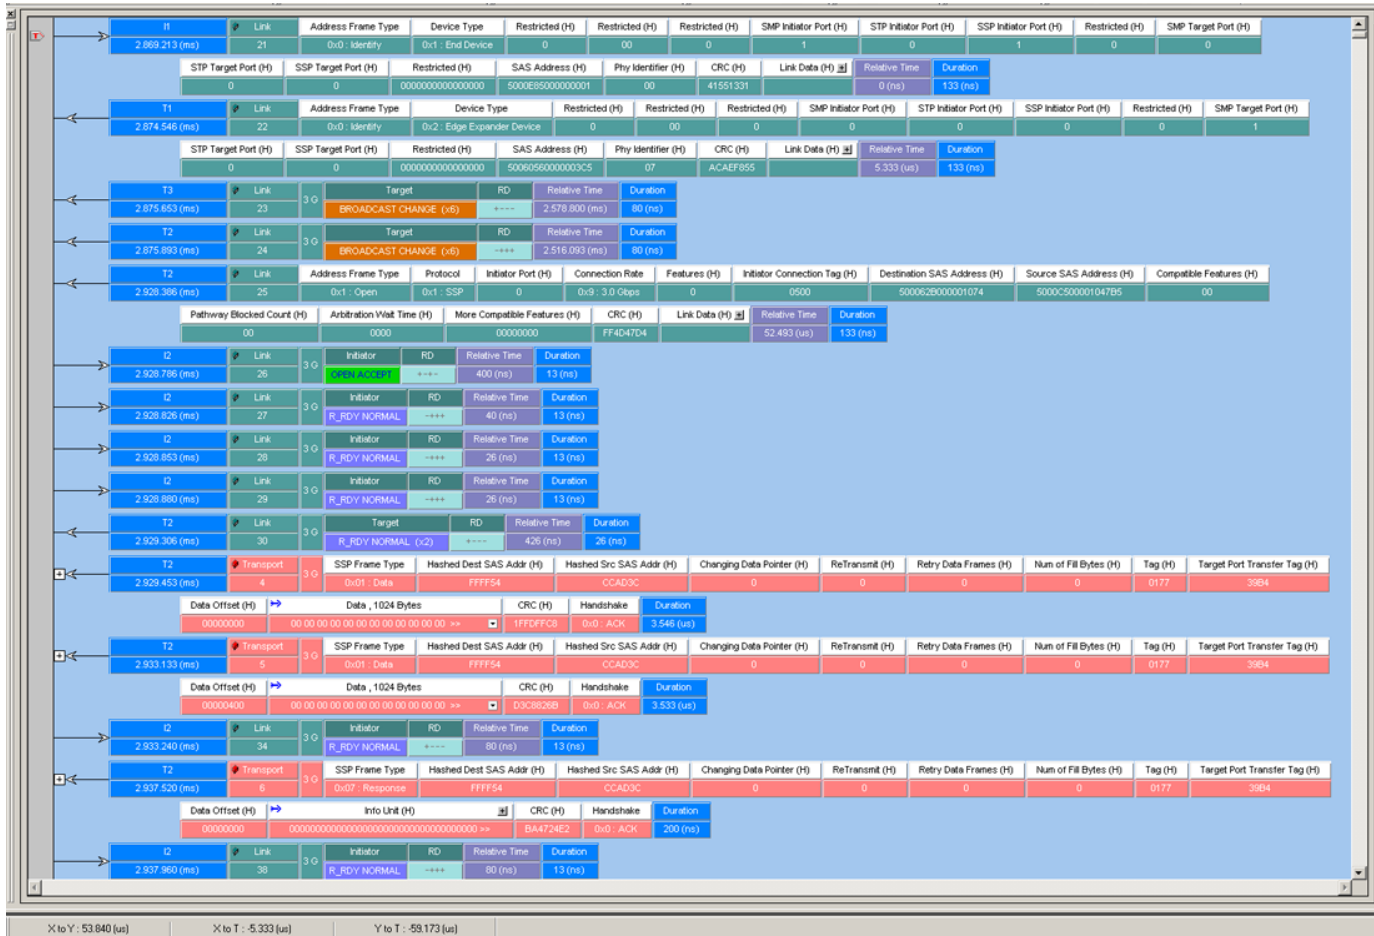 I1 Link Address Frame Type Device Type Restricted (H) Restricted (H) Restricted (H) SMP Initiator Port (H) STP Initiator Port (H) SSP Initiator Port (H) Restricted (H) SMP Target Port (H)
2.869.213 (ms) 21 0x0 : Identify 0x1 : End Device 0 00 0 1 0 1 0 0
STP Target Port (H) SSP Target Port (H) Restricted (H) SAS Address (H) Phy Identifier (H) CRC (H) Link Data (H) Relative Time Duration
0 0 0000000000000000 5000E85000000001 00 41551331 0 (ns) 133 (ns)
T1 Link Address Frame Type Device Type Restricted (H) Restricted (H) Restricted (H) SMP Initiator Port (H) STP Initiator Port (H) SSP Initiator Port (H) Restricted (H) SMP Target Port (H)
2.874.546 (ms) 22 0x0 : Identify 0x2 : Edge Expander Device 0 00 0 0 0 0 0 1
STP Target Port (H) SSP Target Port (H) Restricted (H) SAS Address (H) Phy Identifier (H) CRC (H) Link Data (H) Relative Time Duration
0 0 0000000000000000 50060560000003C5 07 ACAEF855 5.333 (us) 133 (ns)
T3 Link 3 G Target RD Relative Time Duration
2.875.653 (ms) 23 BROADCAST CHANGE (x6) +--- 2.578.800 (ms) 80 (ns)
T2 Link 3 G Target RD Relative Time Duration
2.875.893 (ms) 24 BROADCAST CHANGE (x6) -+++ 2.516.093 (ms) 80 (ns)
T2 Link Address Frame Type Protocol Initiator Port (H) Connection Rate Features (H) Initiator Connection Tag (H) Destination SAS Address (H) Source SAS Address (H) Compatible Features (H)
2.928.386 (ms) 25 0x1 : Open 0x1 : SSP 0 0x9 : 3.0 Gbps 0 0500 500062B000001074 5000C500001047B5 00
Pathway Blocked Count (H) Arbitration Wait Time (H) More Compatible Features (H) CRC (H) Link Data (H) Relative Time Duration
00 0000 00000000 FF4D47D4 52.493 (us) 133 (ns)
I2 Link 3 G Initiator RD Relative Time Duration
2.928.786 (ms) 26 OPEN ACCEPT +-+- 400 (ns) 13 (ns)
I2 Link 3 G Initiator RD Relative Time Duration
2.928.826 (ms) 27 R_RDY NORMAL -+++ 40 (ns) 13 (ns)
I2 Link 3 G Initiator RD Relative Time Duration
2.928.853 (ms) 28 R_RDY NORMAL -+++ 26 (ns) 13 (ns)
I2 Link 3 G Initiator RD Relative Time Duration
2.928.880 (ms) 29 R_RDY NORMAL -+++ 26 (ns) 13 (ns)
T2 Link 3 G Target RD Relative Time Duration
2.929.306 (ms) 30 R_RDY NORMAL (x2) +--- 426 (ns) 26 (ns)
T2 Transport 3 G SSP Frame Type Hashed Dest SAS Addr (H) Hashed Src SAS Addr (H) Changing Data Pointer (H) ReTransmit (H) Retry Data Frames (H) Num of Fill Bytes (H) Tag (H) Target Port Transfer Tag (H)
2.929.453 (ms) 4 0x01 : Data FFFF54 CCAD3C 0 0 0 0 0177 39B4
Data Offset (H) Data , 1024 Bytes CRC (H) Handshake Duration
00000000 00 00 00 00 00 00 00 00 00 00 00 00 >> 1FFDFFC8 0x0 : ACK 3.546 (us)
T2 Transport 3 G SSP Frame Type Hashed Dest SAS Addr (H) Hashed Src SAS Addr (H) Changing Data Pointer (H) ReTransmit (H) Retry Data Frames (H) Num of Fill Bytes (H) Tag (H) Target Port Transfer Tag (H)
2.933.133 (ms) 5 0x01 : Data FFFF54 CCAD3C 0 0 0 0 0177 39B4
Data Offset (H) Data , 1024 Bytes CRC (H) Handshake Duration
00000400 00 00 00 00 00 00 00 00 00 00 00 00 >> D3C8826B 0x0 : ACK 3.533 (us)
I2 Link 3 G Initiator RD Relative Time Duration
2.933.240 (ms) 34 R_RDY NORMAL +--- 80 (ns) 13 (ns)
T2 Transport 3 G SSP Frame Type Hashed Dest SAS Addr (H) Hashed Src SAS Addr (H) Changing Data Pointer (H) ReTransmit (H) Retry Data Frames (H) Num of Fill Bytes (H) Tag (H) Target Port Transfer Tag (H)
2.937.520 (ms) 6 0x07 : Response FFFF54 CCAD3C 0 0 0 0 0177 39B4
Data Offset (H) Info Unit (H) CRC (H) Handshake Duration
00000000 00000000000000000000000000000000 >> BA4724E2 0x0 : ACK 200 (ns)
I2 Link 3 G Initiator RD Relative Time Duration
2.937.960 (ms) 38 R_RDY NORMAL -+++ 80 (ns) 13 (ns)
X to Y : 53.840 (us) X to T : -5.333 (us) Y to T : -59.173 (us)